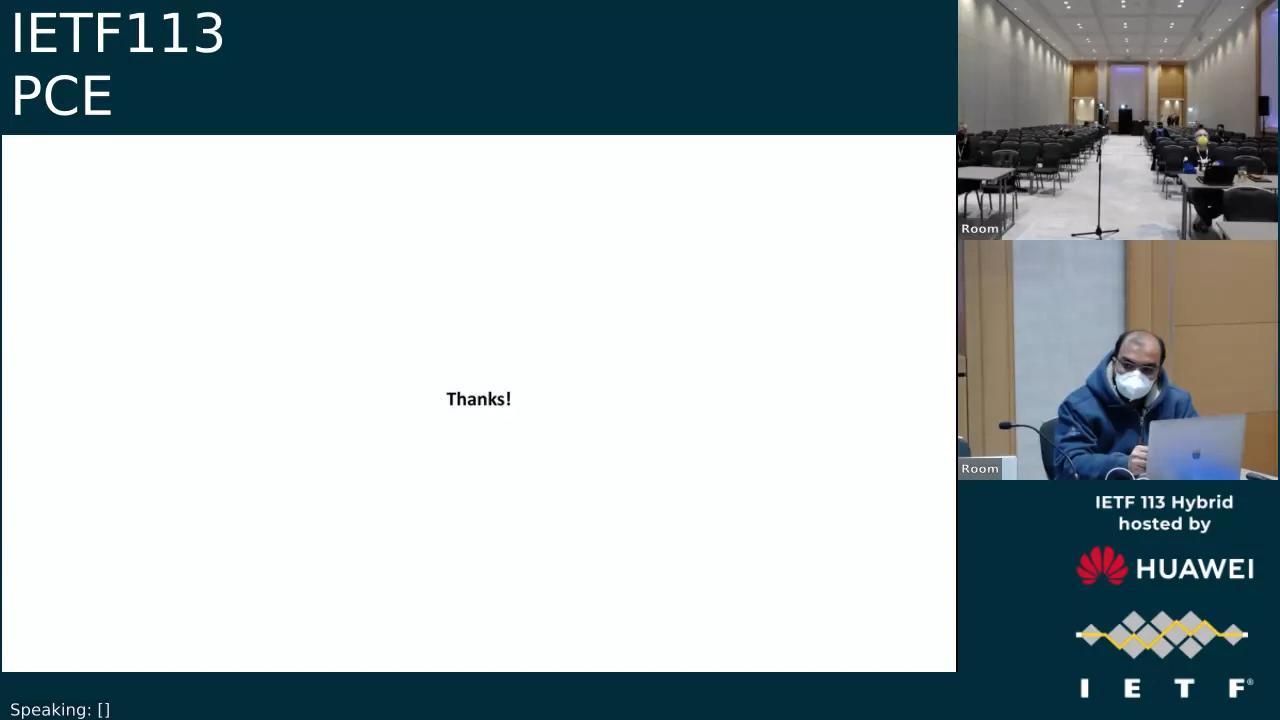 IETF113
PCE
Thanks!
Room
Room
IETF 113 Hybrid
hosted by
HUAWEI
I E T F®
Speaking: []